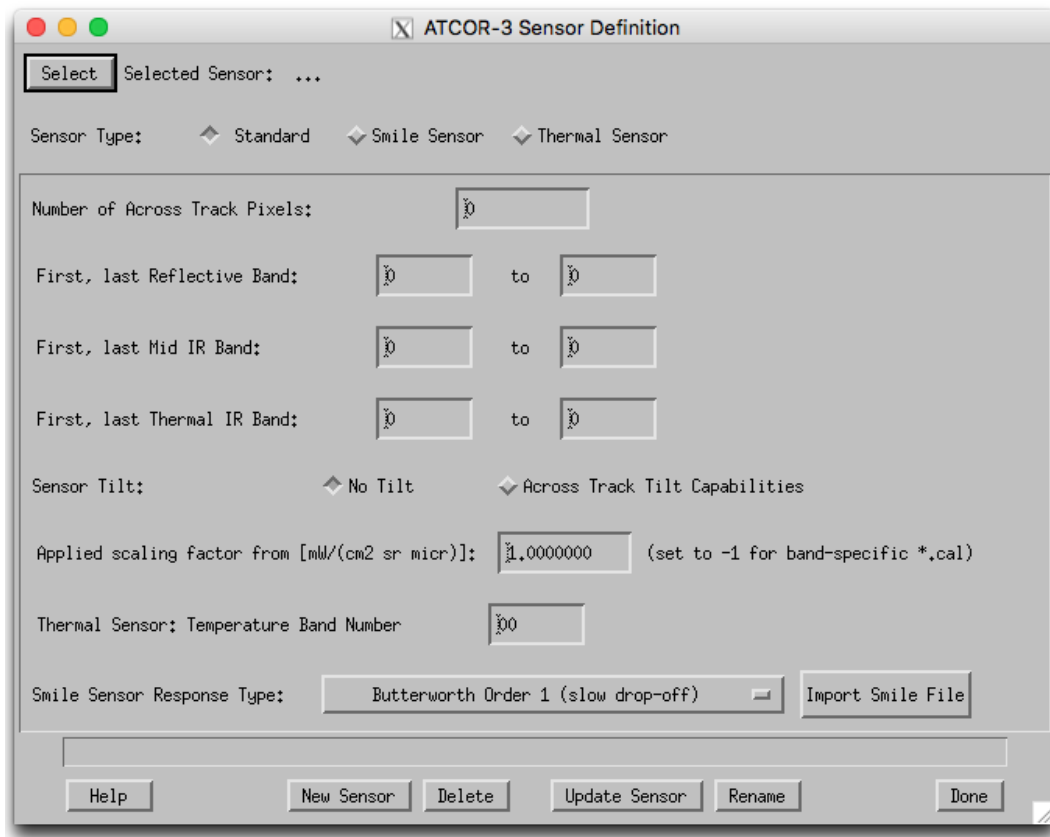 X ATCOR-3 Sensor Definition
Select Selected Sensor: ...
Sensor Type: Standard Smile Sensor Thermal Sensor
Number of Across Track Pixels: 0
First, last Reflective Band: 0 to 0
First, last Mid IR Band: 0 to 0
First, last Thermal IR Band: 0 to 0
Sensor Tilt: No Tilt Across Track Tilt Capabilities
Applied scaling factor from [mW/(cm2 sr micr)]: 1.0000000 (set to -1 for band-specific *.cal)
Thermal Sensor: Temperature Band Number 00
Smile Sensor Response Type: Butterworth Order 1 (slow drop-off) Import Smile File
Help New Sensor Delete Update Sensor Rename Done